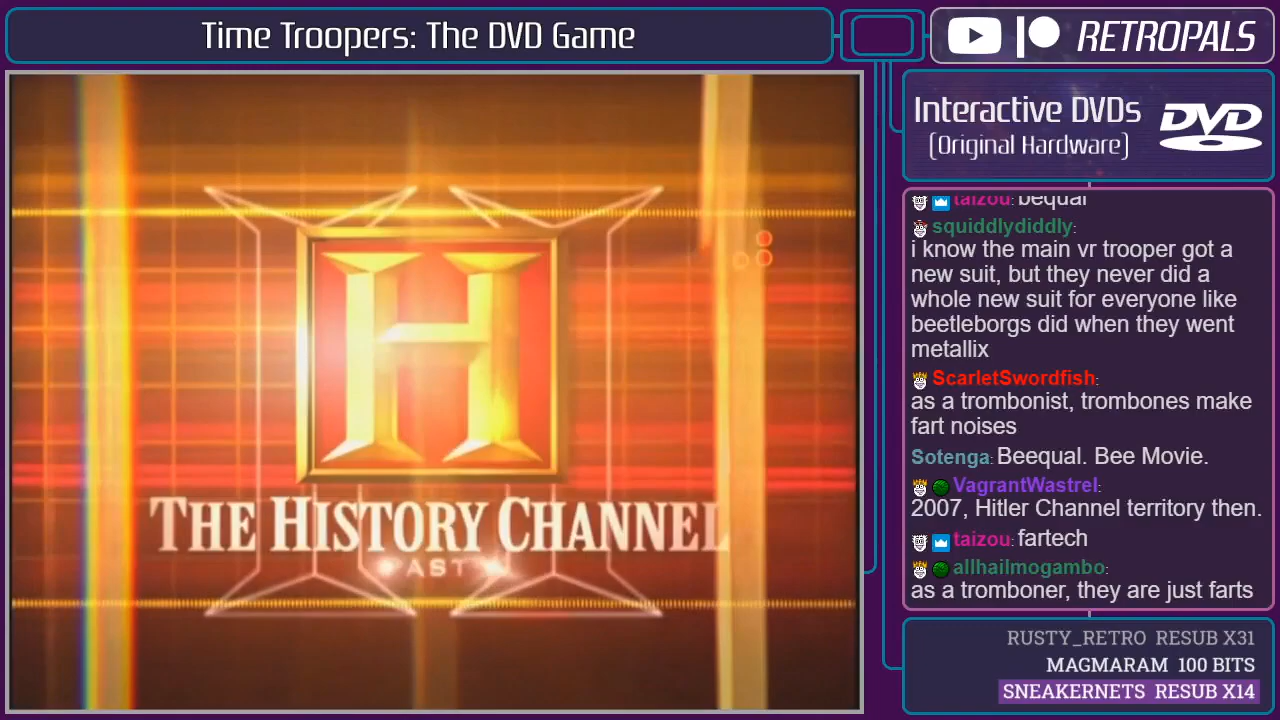 Time Troopers: The DVD Game
RETROPALS
Interactive DVDs
(Original Hardware)
DVD
taizou: bequal
squiddlydiddly:
i know the main vr trooper got a
new suit, but they never did a
whole new suit for everyone like
beetleborgs did when they went
metallix
ScarletSwordfish:
as a trombonist, trombones make
fart noises
Sotenga: Beequal. Bee Movie.
VagrantWastrel:
2007, Hitler Channel territory then.
taizou: fartech
allhailmogambo:
as a tromboner, they are just farts
H
THE HISTORY CHANNEL
RUSTY_RETRO RESUB X31
MAGMARAM 100 BITS
SNEAKERNETS RESUB X14